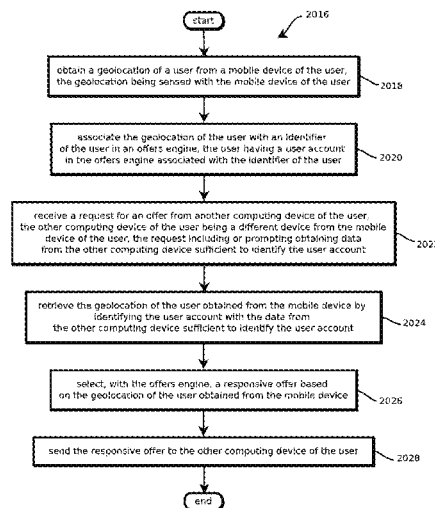 start
2016
obtain a geolocation of a user from a mobile device of the user,
the geolocation being sensed with the mobile device of the user
2018
associate the geolocation of the user with an identifier
of the user in an offers engine, the user having a user account
in the offers engine associated with the identifier of the user
2020
receive a request for an offer from another computing device of the user,
the other computing device of the user being a different device from the mobile
device of the user, the request including or prompting obtaining data
from the other computing device sufficient to identify the user account
retrieve the geolocation of the user obtained from the mobile device by
identifying the user account with the data from
the other computing device sufficient to identify the user account
2024
select, with the offers engine, a responsive offer based
on the geolocation of the user obtained from the mobile device
2026
send the responsive offer to the other computing device of the user
2028
end